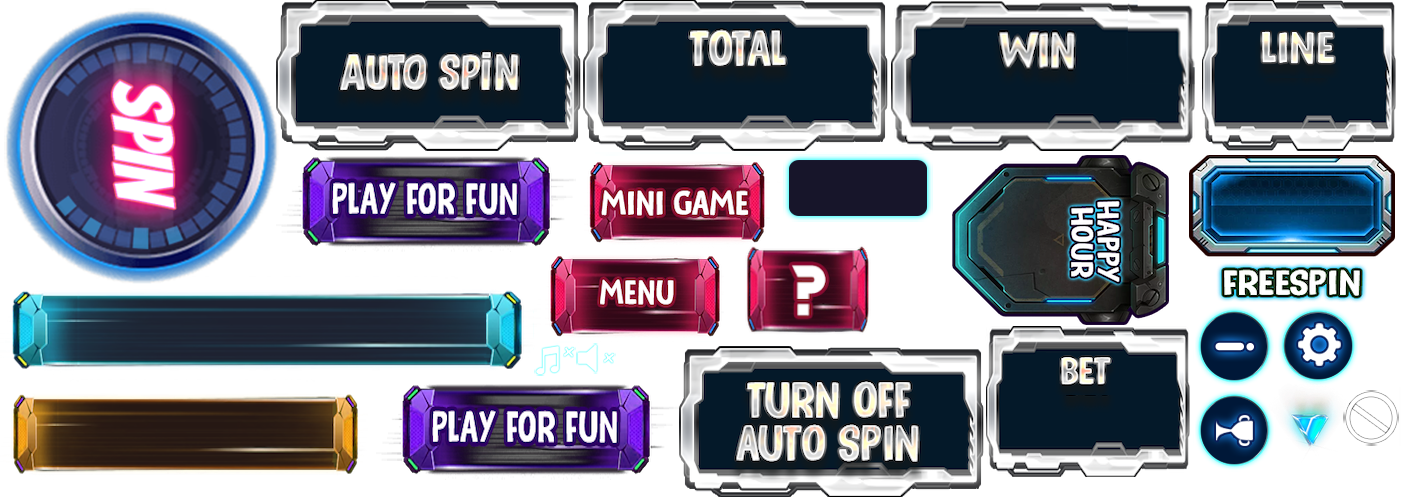 SPIN
AUTO SPIN
TOTAL
WIN
LINE
PLAY FOR FUN
MINI GAME
HAPPY
HOUR
MENU
?
FREESPIN
PLAY FOR FUN
TURN OFF
AUTO SPIN
BET